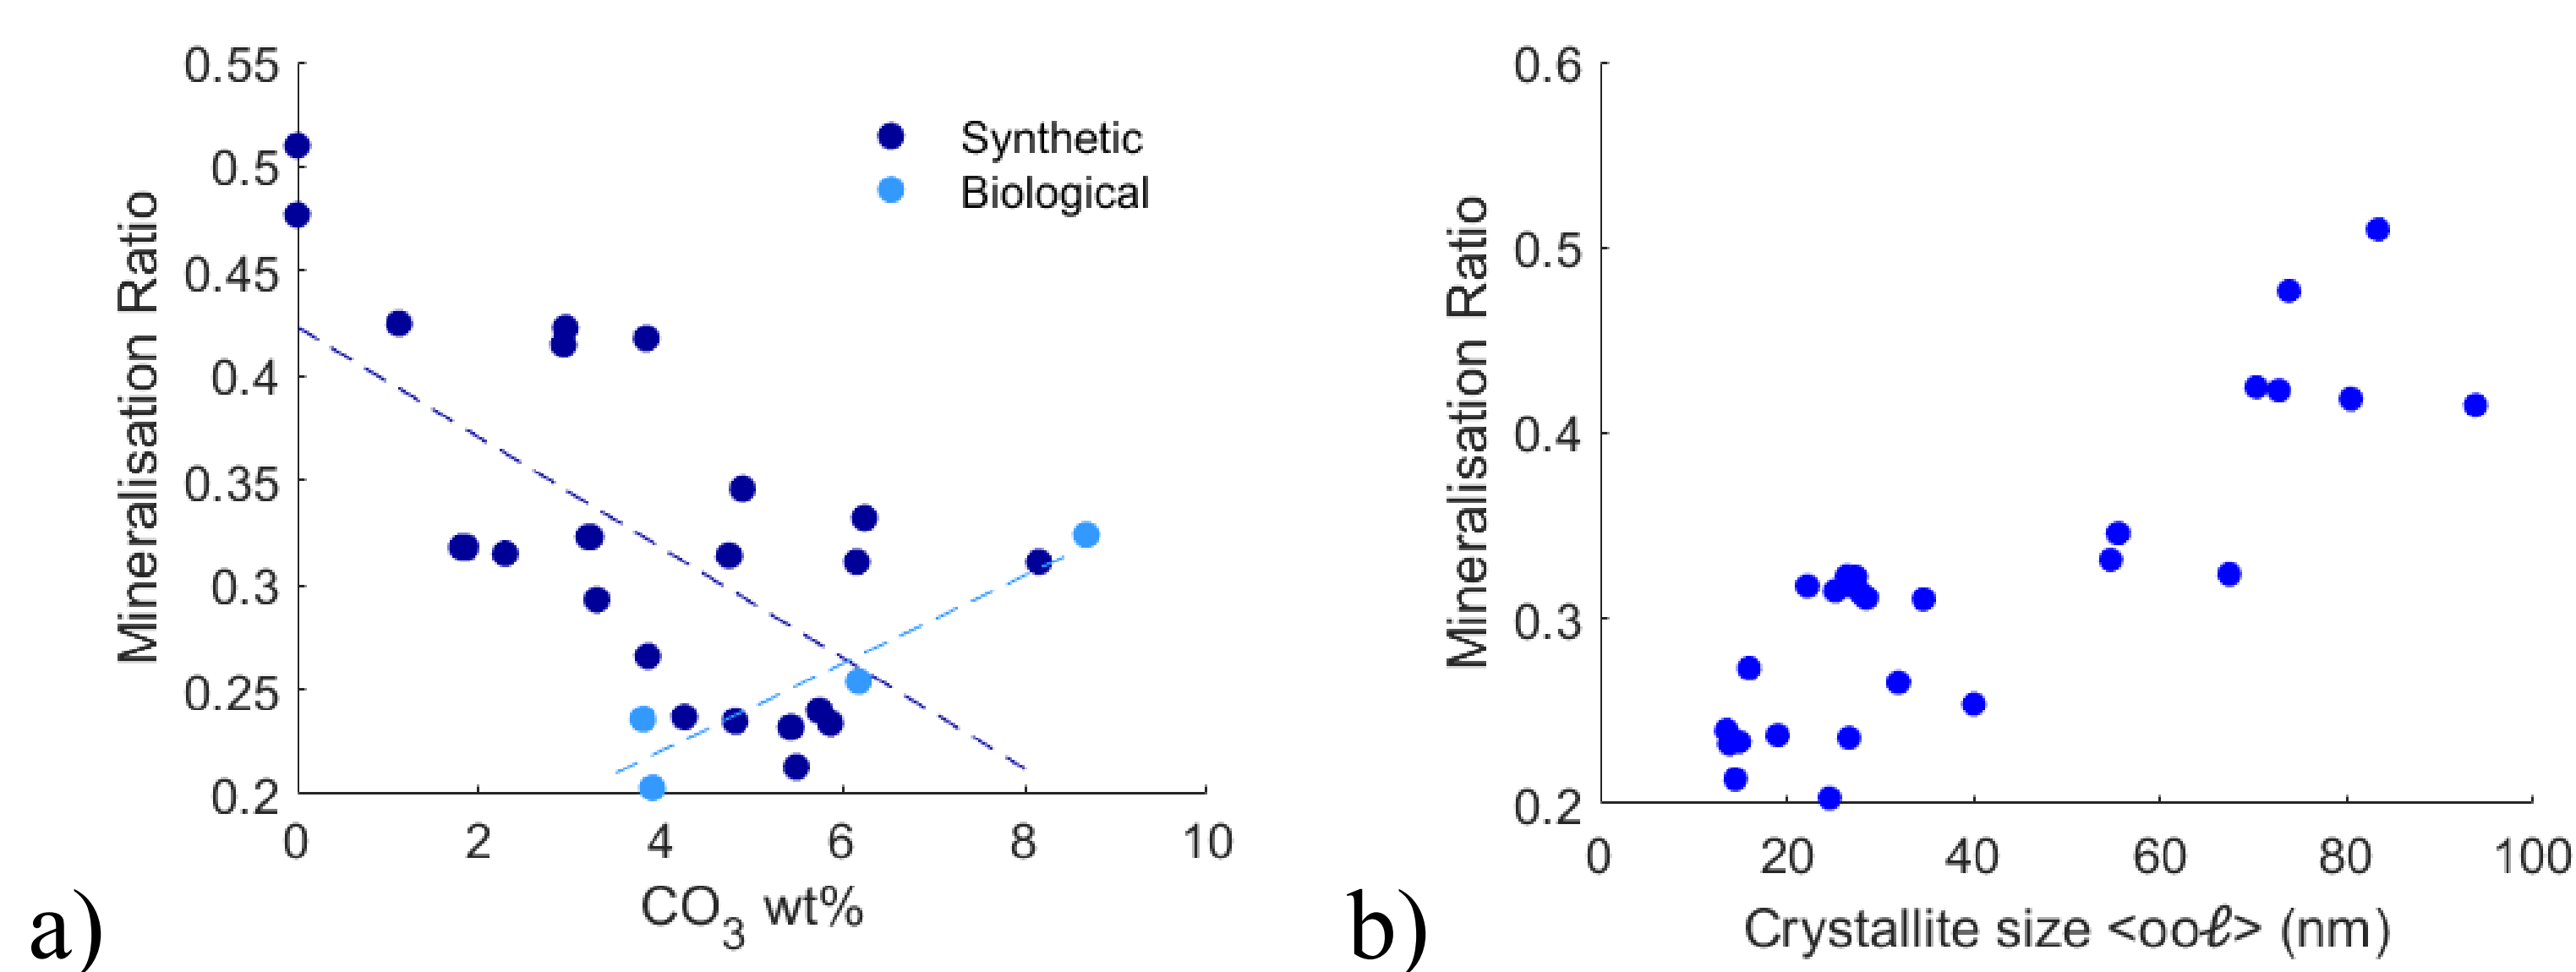 0.55
0.5
0.45
0.4
0.35
0.3
0.25
0.2
Mineralisation Ratio
Synthetic
Biological
0 2 4 6 8 10
CO₃ wt%
a)
0.6
0.5
0.4
0.3
0.2
Mineralisation Ratio
0 20 40 60 80 100
Crystallite size <ooℓ> (nm)
b)